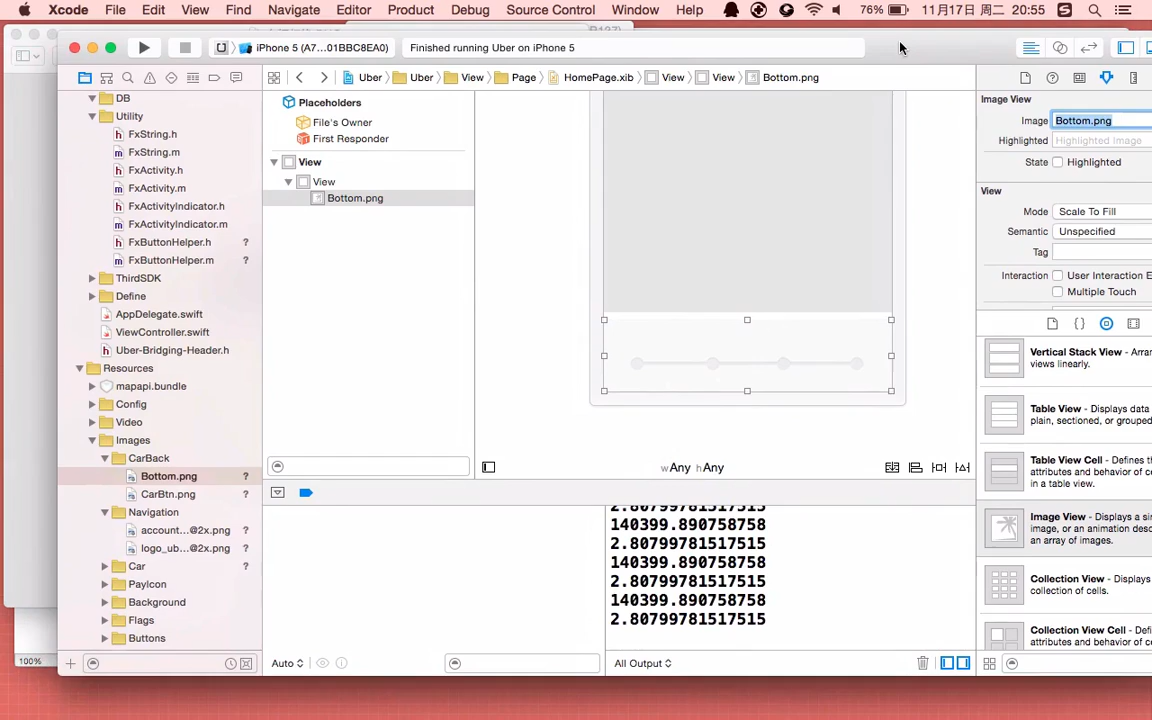 Xcode File Edit View Find Navigate Editor Product Debug Source Control Window Help 76% 11月17日 周二 20:55
iPhone 5 (A7...01BBC8EA0) Finished running Uber on iPhone 5
Uber Uber View Page HomePage.xib View View Bottom.png
DB
Utility
FxString.h
FxString.m
FxActivity.h
FxActivity.m
FxActivityIndicator.h
FxActivityIndicator.m
FxButtonHelper.h ?
FxButtonHelper.m ?
ThirdSDK
Define
AppDelegate.swift
ViewController.swift
Uber-Bridging-Header.h
Resources
mapapi.bundle
Config
Video
Images
CarBack
Bottom.png ?
CarBtn.png ?
Navigation
account...@2x.png ?
logo_ub...@2x.png ?
Car ?
PayIcon
Background
Flags
Buttons
Placeholders
File's Owner
First Responder
View
View
Bottom.png
wAny hAny
2.80799781517515
140399.890758758
2.80799781517515
140399.890758758
2.80799781517515
140399.890758758
2.80799781517515
Auto
All Output
Image View
Image Bottom.png
Highlighted Highlighted Image
State Highlighted
View
Mode Scale To Fill
Semantic Unspecified
Tag
Interaction User Interaction E
Multiple Touch
Vertical Stack View - Arran
views linearly.
Table View - Displays data
plain, sectioned, or grouped
Table View Cell - Defines th
attributes and behavior of ce
in a table view.
Image View - Displays a sin
image, or an animation desc
an array of images.
Collection View - Displays
collection of cells.
Collection View Cell - Defi
attributes and behavior of ce
100%